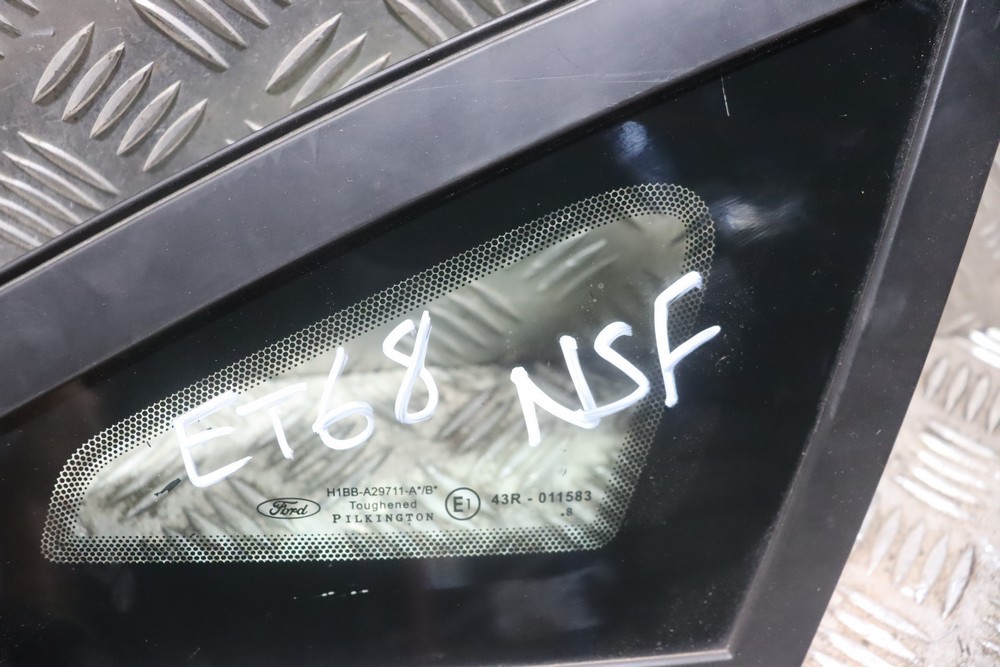 ET68 NSF
Ford
H1BB-A29711-A*/B*
Toughened
PILKINGTON
E1
43R - 011583
.8